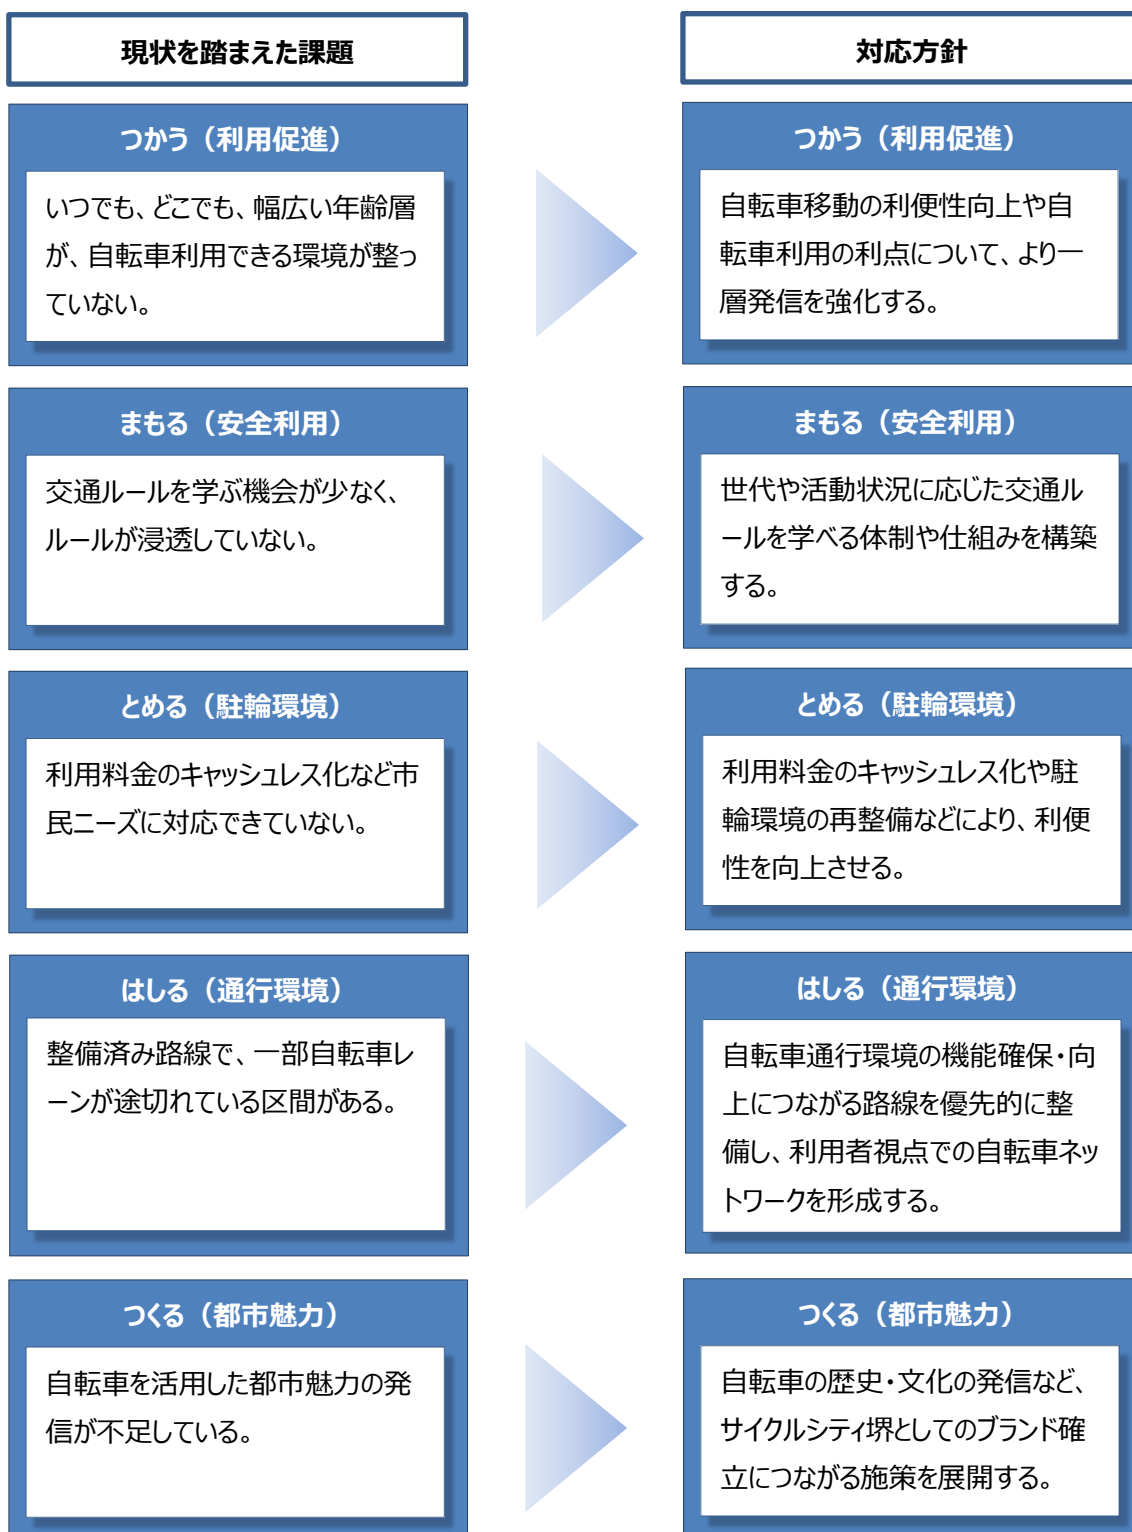 現状を踏まえた課題
対応方針
つかう（利用促進）
いつでも、どこでも、幅広い年齢層
が、自転車利用できる環境が整っ
ていない。
つかう（利用促進）
自転車移動の利便性向上や自
転車利用の利点について、より一
層発信を強化する。
まもる（安全利用）
交通ルールを学ぶ機会が少なく、
ルールが浸透していない。
まもる（安全利用）
世代や活動状況に応じた交通ル
ールを学べる体制や仕組みを構築
する。
とめる（駐輪環境）
利用料金のキャッシュレス化など市
民ニーズに対応できていない。
とめる（駐輪環境）
利用料金のキャッシュレス化や駐
輪環境の再整備などにより、利便
性を向上させる。
はしる（通行環境）
整備済み路線で、一部自転車レ
ーンが途切れている区間がある。
はしる（通行環境）
自転車通行環境の機能確保・向
上につながる路線を優先的に整
備し、利用者視点での自転車ネッ
トワークを形成する。
つくる（都市魅力）
自転車を活用した都市魅力の発
信が不足している。
つくる（都市魅力）
自転車の歴史・文化の発信など、
サイクルシティ堺としてのブランド確
立につながる施策を展開する。